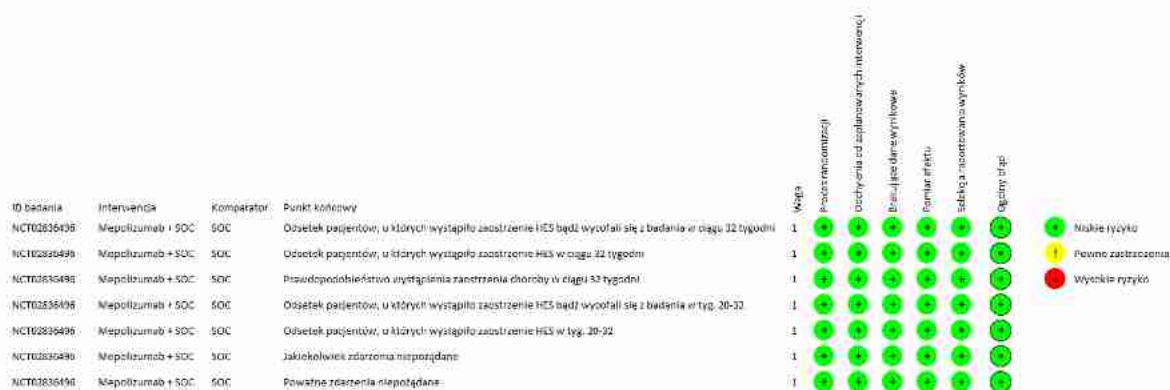 ID badania Interwencja Komparator Punkt końcowy Waga Proces randomizacji Odchylenia od zaplanowanych interwencji Brakujące dane wynikowe Pomiar efektu Selekcja raportowania wyników Ogólny błąd
NCT02836496 Mepolizumab + SOC SOC Odsetek pacjentów, u których wystąpiło zaostrzenie HES bądź wycofali się z badania w ciągu 32 tygodni 1 + + + + + + Niskie ryzyko
NCT02836496 Mepolizumab + SOC SOC Odsetek pacjentów, u których wystąpiło zaostrzenie HES w ciągu 32 tygodni 1 + + + + + + ! Pewne zastrzeżenia
NCT02836496 Mepolizumab + SOC SOC Prawdopodobieństwo wystąpienia zaostrzenia choroby w ciągu 32 tygodni 1 + + + + + + Wysokie ryzyko
NCT02836496 Mepolizumab + SOC SOC Odsetek pacjentów, u których wystąpiło zaostrzenie HES bądź wycofali się z badania w tyg. 20-32 1 + + + + + +
NCT02836496 Mepolizumab + SOC SOC Odsetek pacjentów, u których wystąpiło zaostrzenie HES w tyg. 20-32 1 + + + + + +
NCT02836496 Mepolizumab + SOC SOC Jakiekolwiek zdarzenia niepożądane 1 + + + + + +
NCT02836496 Mepolizumab + SOC SOC Poważne zdarzenia niepożądane 1 + + + + + +